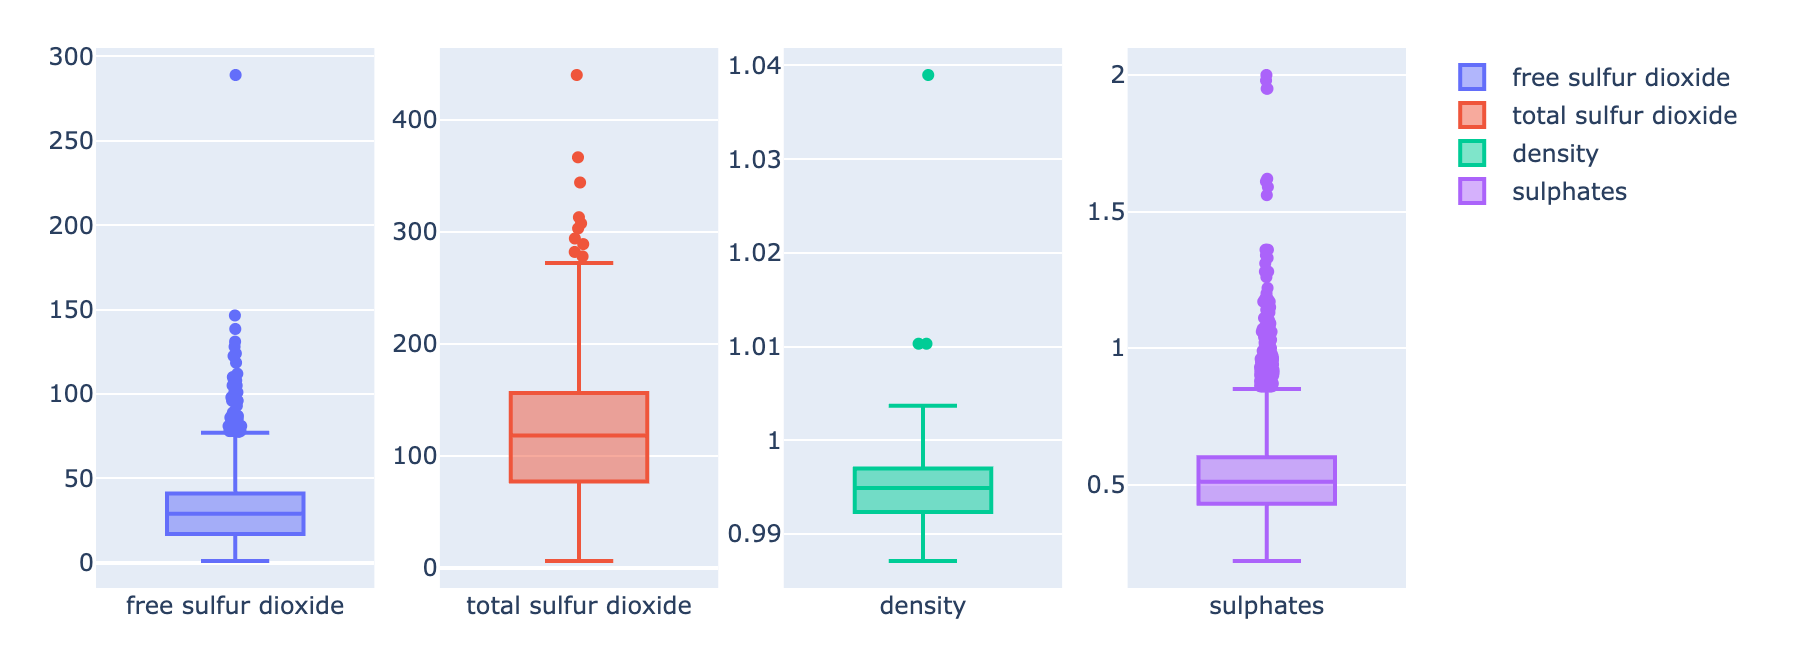 300
250
200
150
100
50
0
free sulfur dioxide
400
300
200
100
0
total sulfur dioxide
1.04
1.03
1.02
1.01
1
0.99
density
2
1.5
1
0.5
sulphates
free sulfur dioxide
total sulfur dioxide
density
sulphates